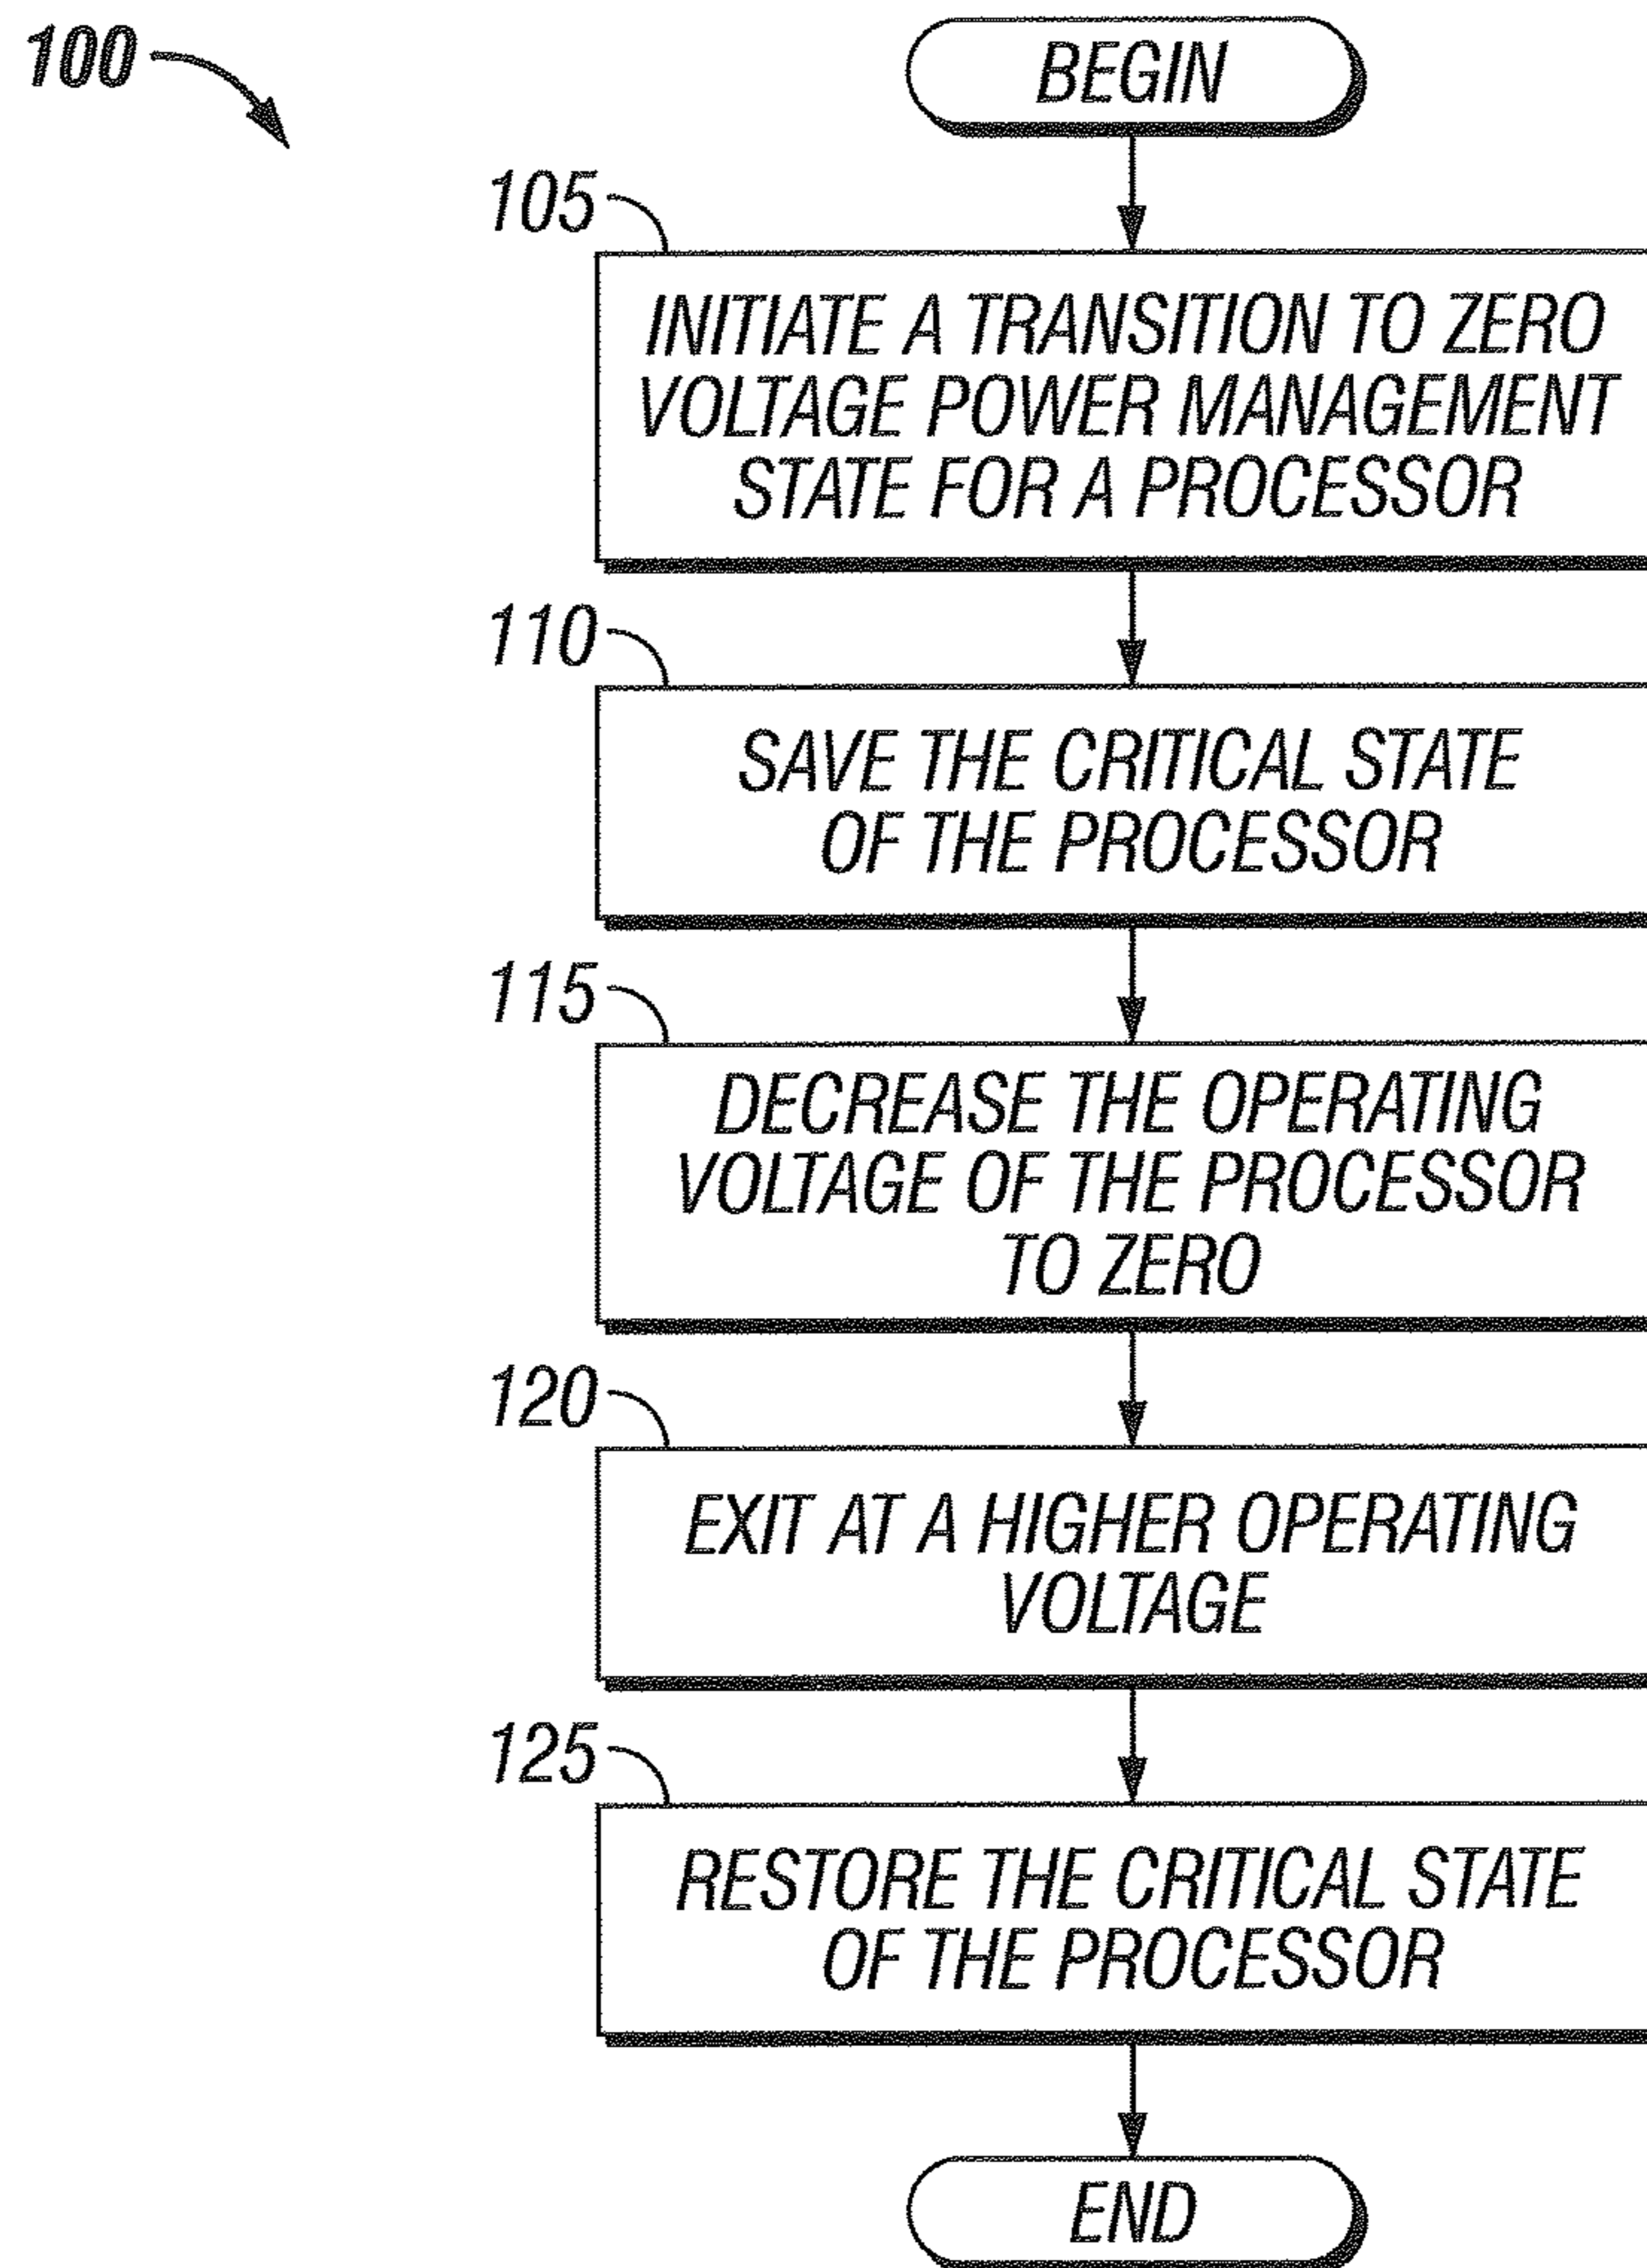 100
BEGIN
105
INITIATE A TRANSITION TO ZERO
VOLTAGE POWER MANAGEMENT
STATE FOR A PROCESSOR
110
SAVE THE CRITICAL STATE
OF THE PROCESSOR
115
DECREASE THE OPERATING
VOLTAGE OF THE PROCESSOR
TO ZERO
120
EXIT AT A HIGHER OPERATING
VOLTAGE
125
RESTORE THE CRITICAL STATE
OF THE PROCESSOR
END